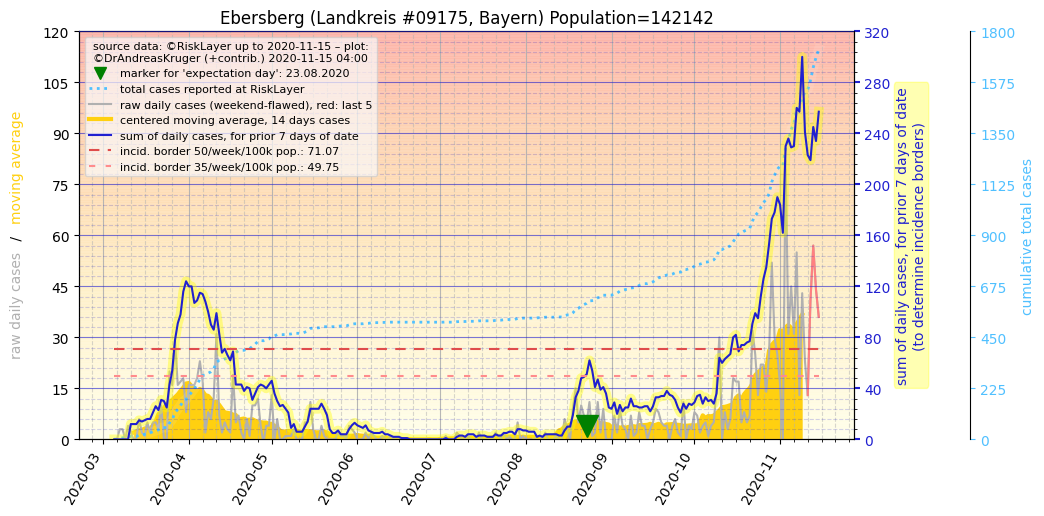 Ebersberg (Landkreis #09175, Bayern) Population=142142
source data: ©RiskLayer up to 2020-11-15 – plot:
©DrAndreasKruger (+contrib.) 2020-11-15 04:00
marker for 'expectation day': 23.08.2020
total cases reported at RiskLayer
raw daily cases (weekend-flawed), red: last 5
centered moving average, 14 days cases
sum of daily cases, for prior 7 days of date
incid. border 50/week/100k pop.: 71.07
incid. border 35/week/100k pop.: 49.75
raw daily cases / moving average
120
105
90
75
60
45
30
15
0
2020-03
2020-04
2020-05
2020-06
2020-07
2020-08
2020-09
2020-10
2020-11
320
280
240
200
160
120
80
40
0
sum of daily cases, for prior 7 days of date
(to determine incidence borders)
1800
1575
1350
1125
900
675
450
225
0
cumulative total cases